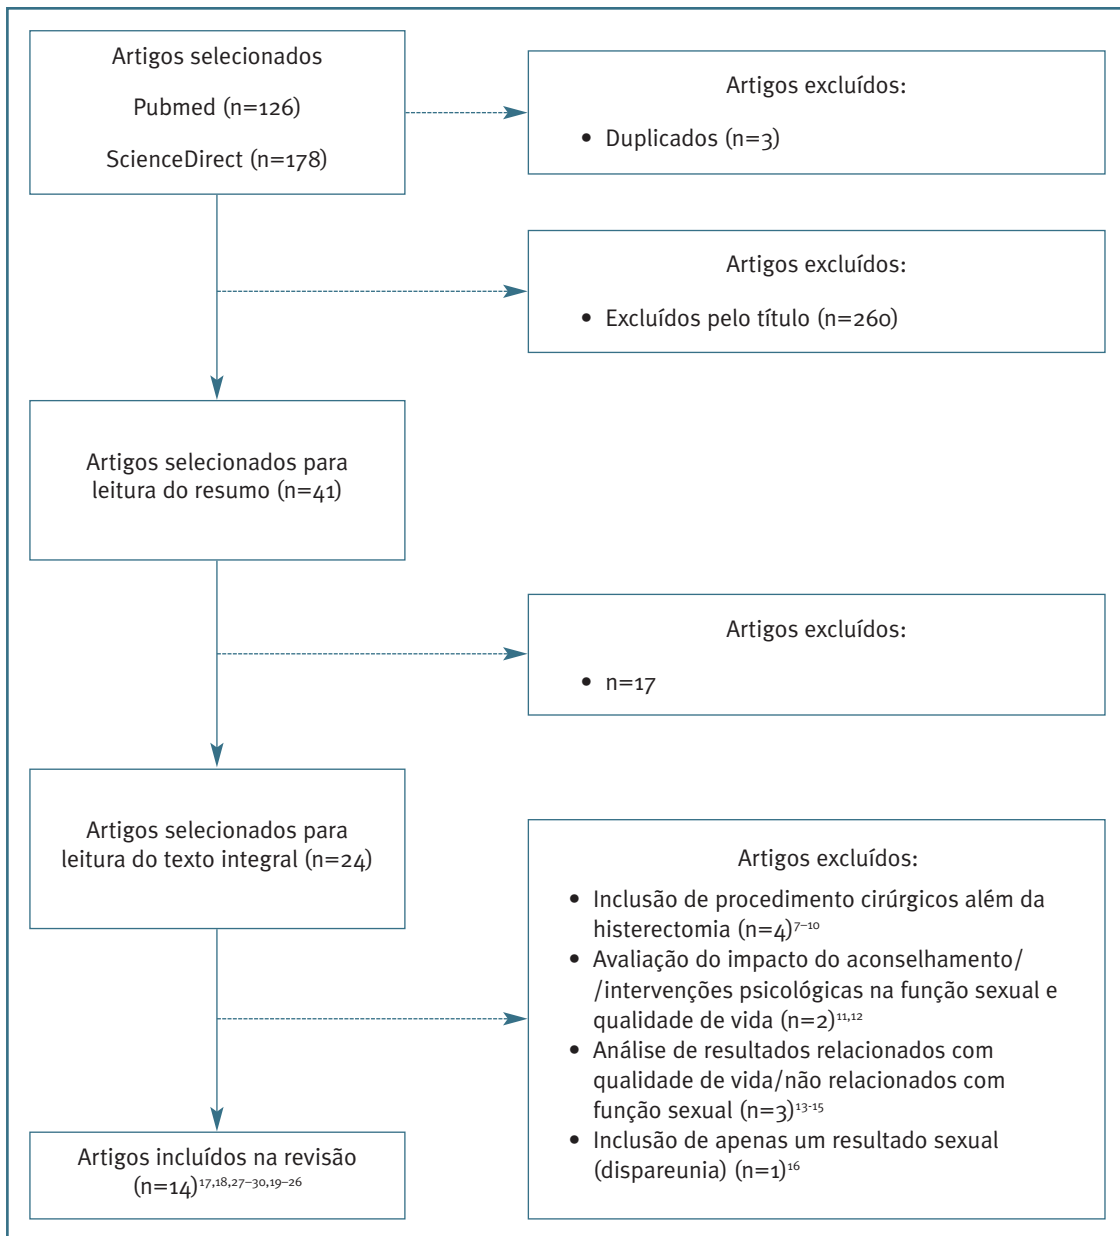 Artigos selecionados
Pubmed (n=126)
ScienceDirect (n=178)
Artigos excluídos:
• Duplicados (n=3)
Artigos excluídos:
• Excluídos pelo título (n=260)
Artigos selecionados para
leitura do resumo (n=41)
Artigos excluídos:
• n=17
Artigos selecionados para
leitura do texto integral (n=24)
Artigos excluídos:
• Inclusão de procedimento cirúrgicos além da
histerectomia (n=4)7–10
• Avaliação do impacto do aconselhamento/
/intervenções psicológicas na função sexual e
qualidade de vida (n=2)11,12
• Análise de resultados relacionados com
qualidade de vida/não relacionados com
função sexual (n=3)13-15
• Inclusão de apenas um resultado sexual
(dispareunia) (n=1)16
Artigos incluídos na revisão
(n=14)17,18,27–30,19–26